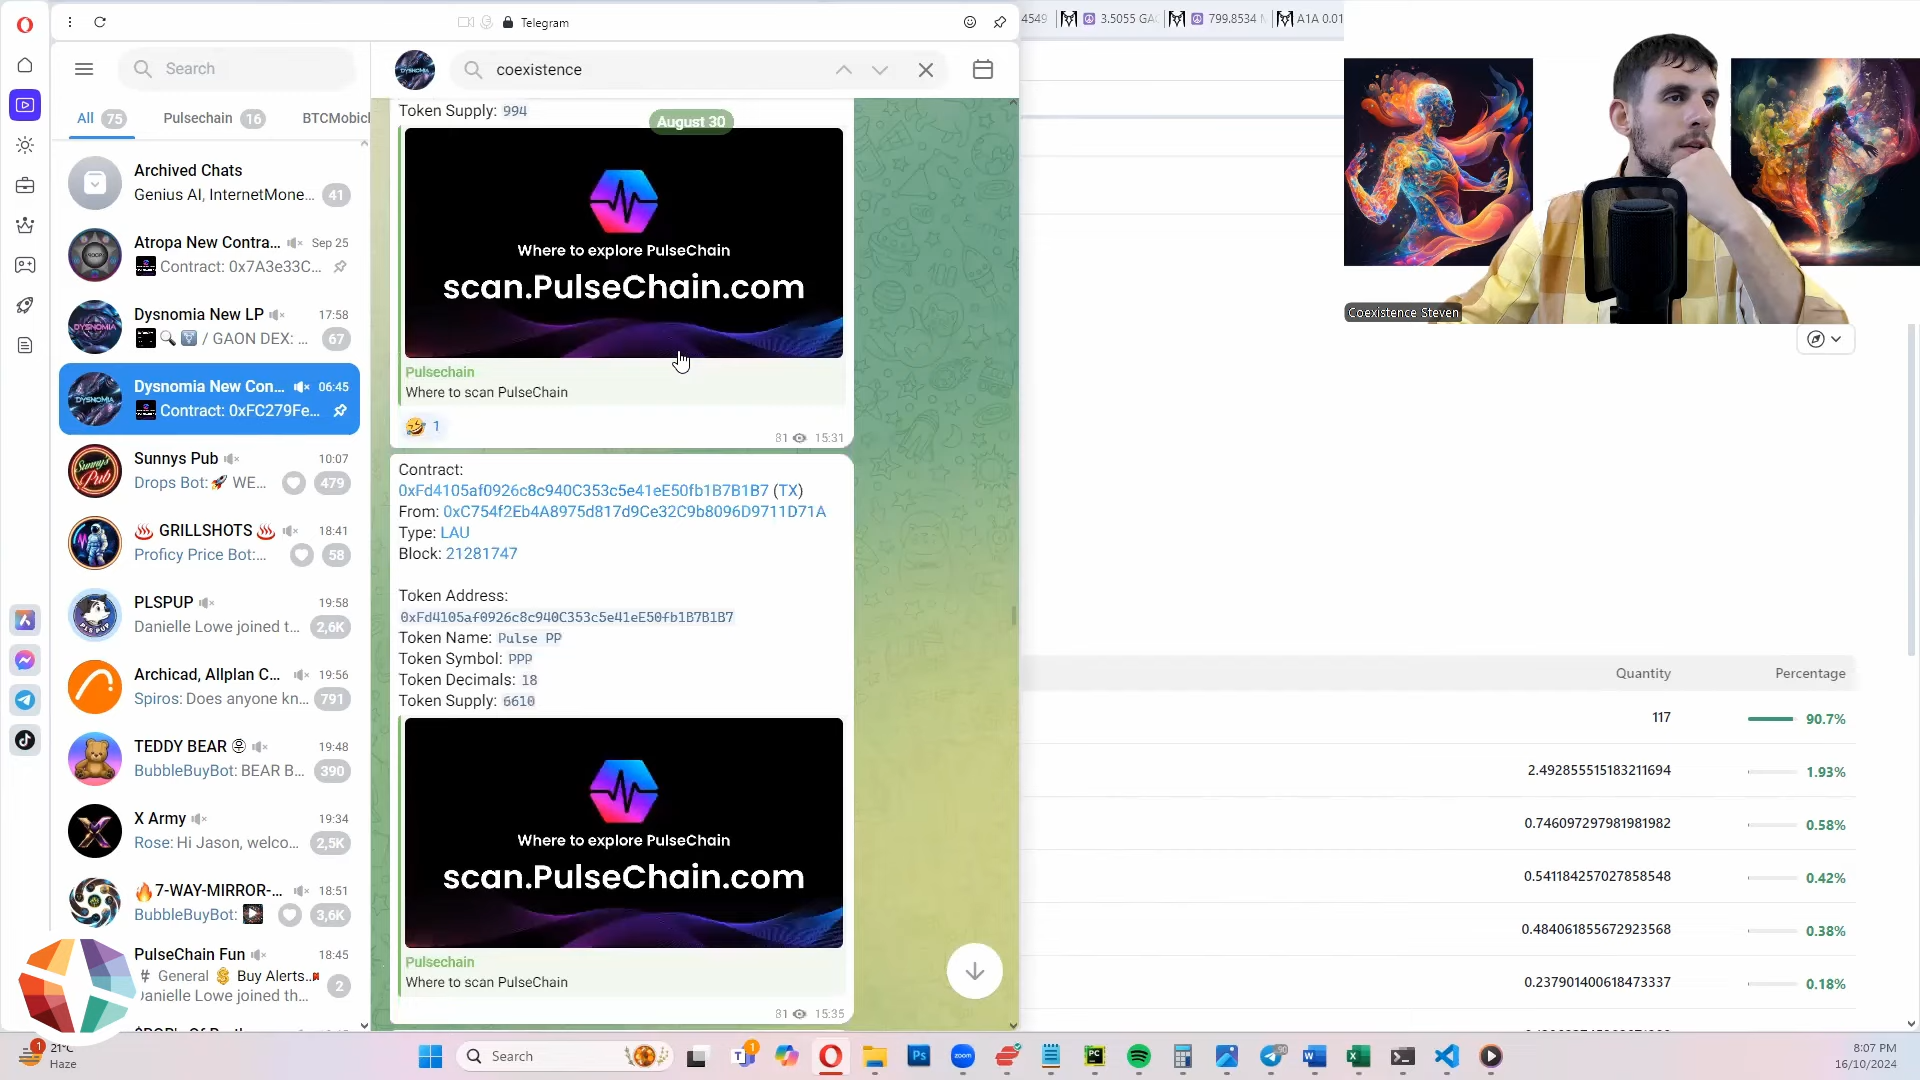 Telegram
4549
3.5055 GAO
799.8534
A1A 0.01
Search
coexistence
All 75
Pulsechain 16
BTCMobick
Archived Chats
Genius AI, InternetMone... 41
Atropa New Contra... Sep 25
Contract: 0x7A3e33C...
Dysnomia New LP 17:58
/ GAON DEX: ... 67
Dysnomia New Con... 06:45
Contract: 0xFC279Fe...
Sunnys Pub 10:07
Drops Bot: 🚀 WE... 479
♨️ GRILLSHOTS ♨️ 18:41
Proficy Price Bot:... 58
PLSPUP 19:58
Danielle Lowe joined t... 2,6K
Archicad, Allplan C... 19:56
Spiros: Does anyone kn... 791
TEDDY BEAR 19:48
BubbleBuyBot: BEAR B... 390
X Army 19:34
Rose: Hi Jason, welco... 2,5K
🔥7-WAY-MIRROR-... 18:51
BubbleBuyBot: 3,6K
PulseChain Fun 18:45
# General Buy Alerts...
Danielle Lowe joined th... 2
Token Supply: 994
August 30
Where to explore PulseChain
scan.PulseChain.com
Pulsechain
Where to scan PulseChain
🤣 1
81 15:31
Contract:
0xFd4105af0926c8c940C353c5e41eE50fb1B7B1B7 (TX)
From: 0xC754f2Eb4A8975d817d9Ce32C9b8096D9711D71A
Type: LAU
Block: 21281747
Token Address:
0xFd4105af0926c8c940C353c5e41eE50fb1B7B1B7
Token Name: Pulse PP
Token Symbol: PPP
Token Decimals: 18
Token Supply: 6610
Where to explore PulseChain
scan.PulseChain.com
Pulsechain
Where to scan PulseChain
81 15:35
DYSNOMIA
Coexistence Steven
Quantity Percentage
117 90.7%
2.492855515183211694 1.93%
0.746097297981981982 0.58%
0.541184257027858548 0.42%
0.484061855672923568 0.38%
0.237901400618473337 0.18%
21°C
Haze
Search
8:07 PM
16/10/2024